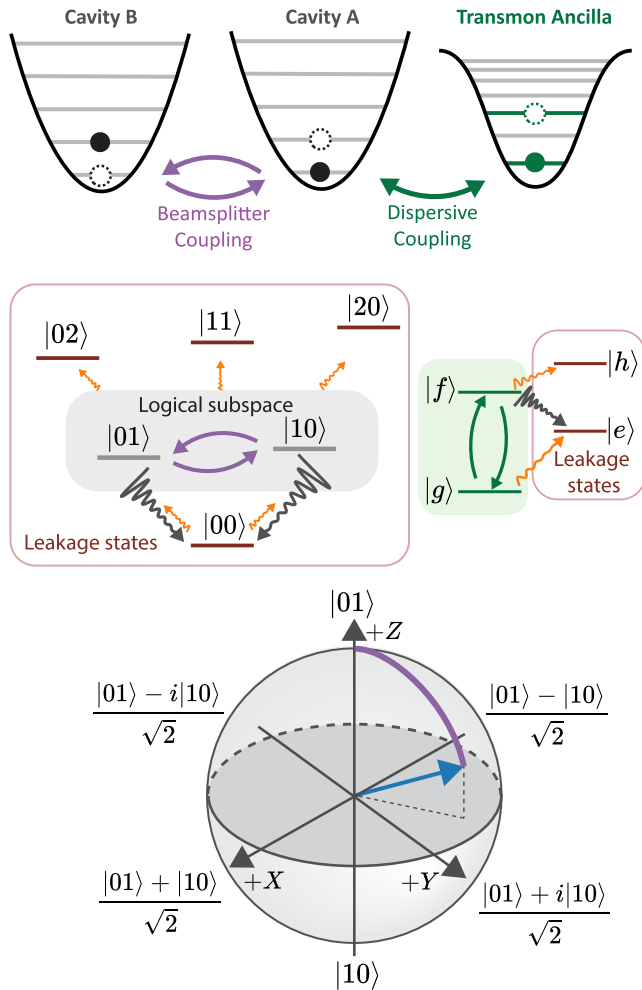 Cavity B
Cavity A
Transmon Ancilla
Beamsplitter
Coupling
Dispersive
Coupling
|02⟩
|11⟩
|20⟩
Logical subspace
|01⟩
|10⟩
|00⟩
Leakage states
|f⟩
|g⟩
|h⟩
|e⟩
Leakage
states
|01⟩
+Z
|01⟩ − i|10⟩
√2
|01⟩ − |10⟩
√2
+X
+Y
|01⟩ + |10⟩
√2
|01⟩ + i|10⟩
√2
|10⟩